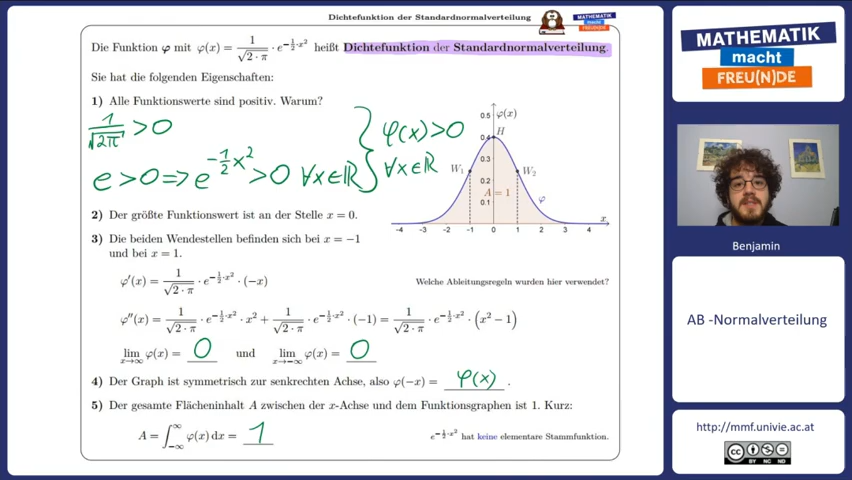 Dichtefunktion der Standardnormalverteilung
MATHEMATIK
macht
FREU(N)DE
Die Funktion φ mit φ(x) = 1/√(2 · π) · e^(−1/2·x²) heißt Dichtefunktion der Standardnormalverteilung.
Sie hat die folgenden Eigenschaften:
1) Alle Funktionswerte sind positiv. Warum?
1/√(2π) > 0
e > 0 => e^(−1/2 x²) > 0 ∀x∈ℝ
φ(x) > 0
∀x∈ℝ
φ(x)
0.5
0.4
0.3
0.2
0.1
H
W₁
W₂
A = 1
φ
x
-4 -3 -2 -1 0 1 2 3 4
2) Der größte Funktionswert ist an der Stelle x = 0.
3) Die beiden Wendestellen befinden sich bei x = −1
und bei x = 1.
φ′(x) = 1/√(2 · π) · e^(−1/2·x²) · (−x)
Welche Ableitungsregeln wurden hier verwendet?
φ″(x) = 1/√(2 · π) · e^(−1/2·x²) · x² + 1/√(2 · π) · e^(−1/2·x²) · (−1) = 1/√(2 · π) · e^(−1/2·x²) · (x² − 1)
lim x→∞ φ(x) = 0 und lim x→−∞ φ(x) = 0
4) Der Graph ist symmetrisch zur senkrechten Achse, also φ(−x) = φ(x) .
5) Der gesamte Flächeninhalt A zwischen der x-Achse und dem Funktionsgraphen ist 1. Kurz:
A = ∫_−∞^∞ φ(x) dx = 1
e^(−1/2·x²) hat keine elementare Stammfunktion.
MATHEMATIK
macht
FREU(N)DE
Benjamin
AB -Normalverteilung
http://mmf.univie.ac.at
cc
BY NC ND